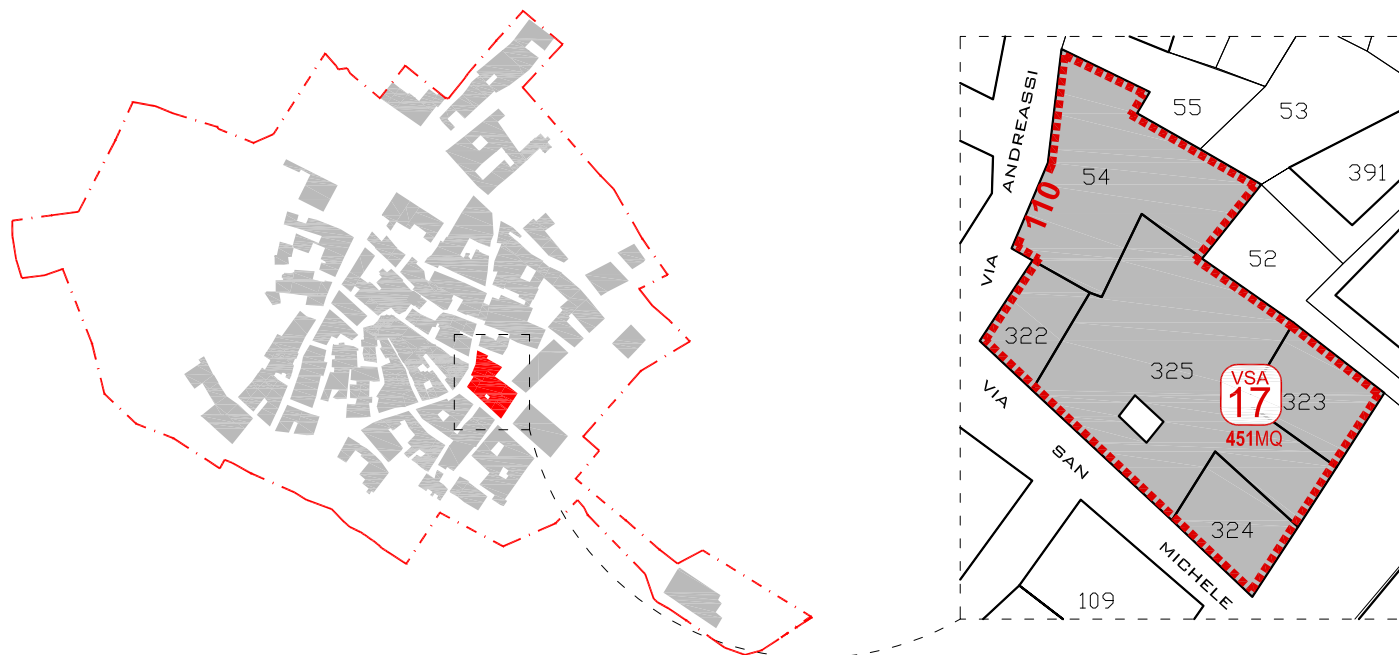 55
53
391
ANDREASSI
54
110
52
VIA
322
325
VSA
17
323
451MQ
VIA
SAN
324
MICHELE
109